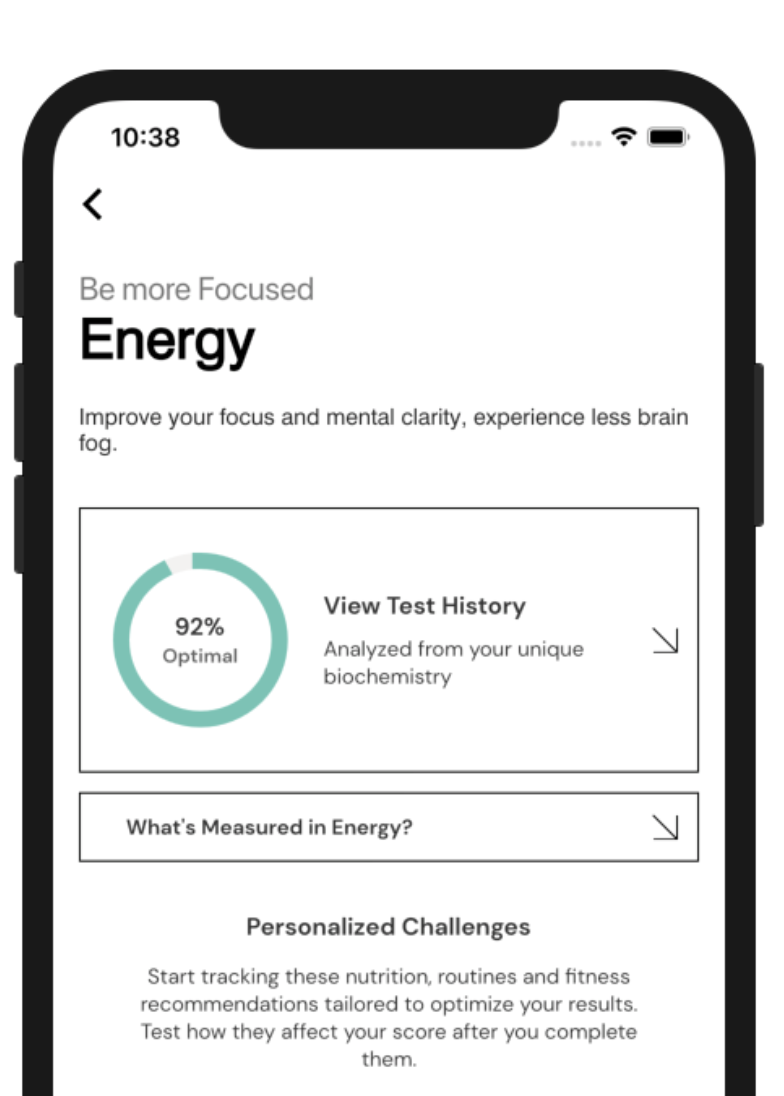 10:38
Be more Focused
Energy
Improve your focus and mental clarity, experience less brain
fog.
92%
Optimal
View Test History
Analyzed from your unique
biochemistry
What's Measured in Energy?
Personalized Challenges
Start tracking these nutrition, routines and fitness
recommendations tailored to optimize your results.
Test how they affect your score after you complete
them.